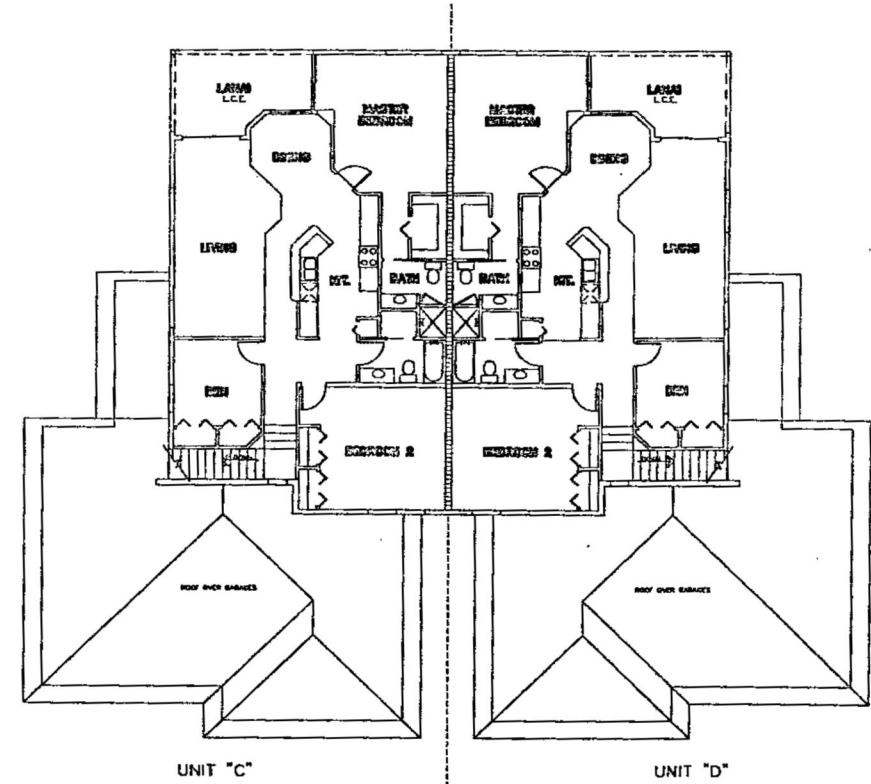 LANAI
L.C.E.
MASTER
BEDROOM
MASTER
BEDROOM
LANAI
L.C.E.
DINING
DINING
LIVING
LIVING
KIT.
BATH
BATH
KIT.
DEN
DEN
BEDROOM 2
BEDROOM 2
ROOF OVER GARAGES
ROOF OVER GARAGES
UNIT "C"
UNIT "D"